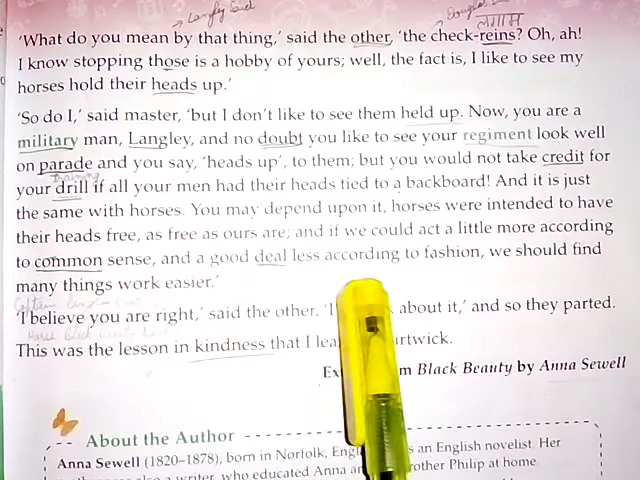 Langley said
लगाम
'What do you mean by that thing,' said the other, 'the check-reins? Oh, ah!
I know stopping those is a hobby of yours; well, the fact is, I like to see my
horses hold their heads up.'
'So do I,' said master, 'but I don't like to see them held up. Now, you are a
military man, Langley, and no doubt you like to see your regiment look well
on parade and you say, 'heads up', to them; but you would not take credit for
training
your drill if all your men had their heads tied to a backboard! And it is just
the same with horses. You may depend upon it, horses were intended to have
their heads free, as free as ours are; and if we could act a little more according
to common sense, and a good deal less according to fashion, we should find
many things work easier.'
'I believe you are right,' said the other. about it,' and so they parted.
This was the lesson in kindness that I
Black Beauty by Anna Sewell
About the Author
Anna Sewell (1820–1878), born in Norfolk, an English novelist. Her
a writer, who educated Anna Philip at home.